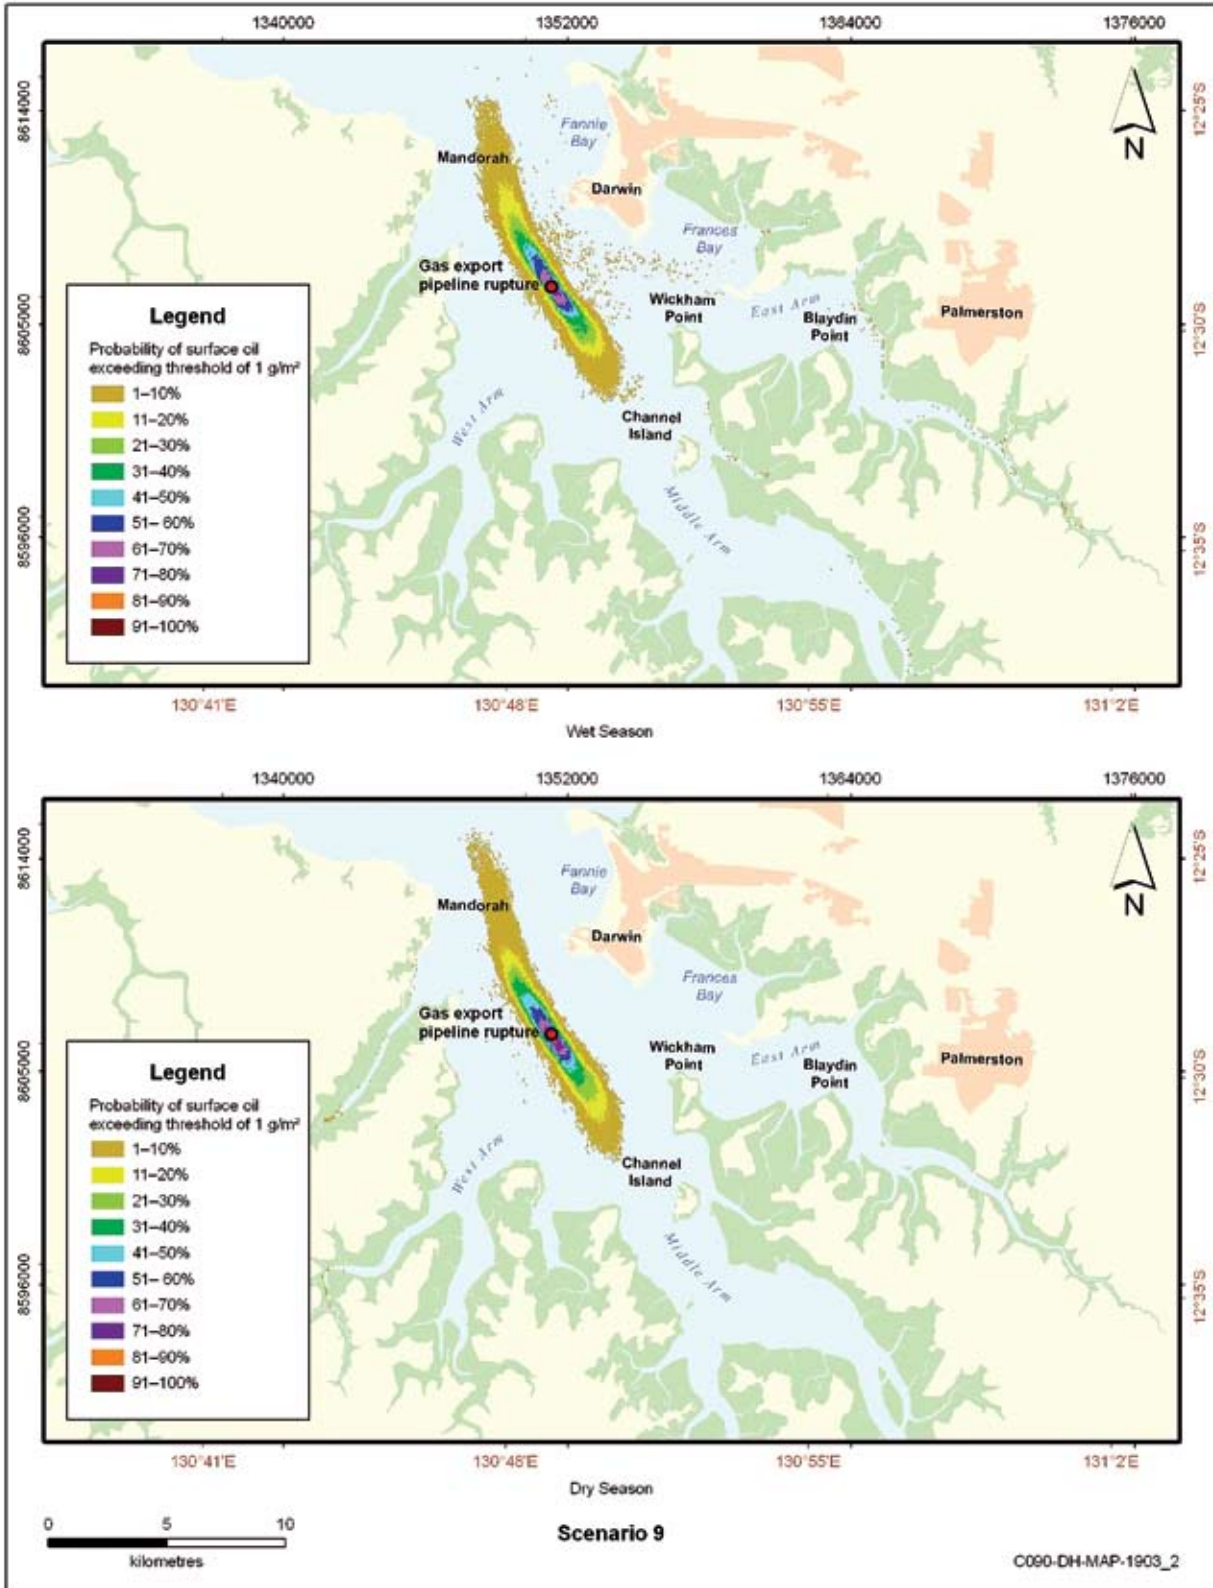 1340000 1352000 1364000 1376000
8614000
8605000
8596000
12°25'S
12°30'S
12°35'S
N
Fannie
Bay
Mandorah
Darwin
Frances
Bay
Gas export
pipeline rupture
Wickham
Point
East Arm
Blaydin
Point
Palmerston
Channel
Island
West Arm
Middle Arm
Legend
Probability of surface oil
exceeding threshold of 1 g/m²
1–10%
11–20%
21–30%
31–40%
41–50%
51– 60%
61–70%
71–80%
81–90%
91–100%
130°41'E 130°48'E 130°55'E 131°2'E
Wet Season
1340000 1352000 1364000 1376000
8614000
8605000
8596000
12°25'S
12°30'S
12°35'S
N
Fannie
Bay
Mandorah
Darwin
Frances
Bay
Gas export
pipeline rupture
Wickham
Point
East Arm
Blaydin
Point
Palmerston
Channel
Island
West Arm
Middle Arm
Legend
Probability of surface oil
exceeding threshold of 1 g/m²
1–10%
11–20%
21–30%
31–40%
41–50%
51– 60%
61–70%
71–80%
81–90%
91–100%
130°41'E 130°48'E 130°55'E 131°2'E
Dry Season
0 5 10
kilometres
Scenario 9
C090-DH-MAP-1903_2